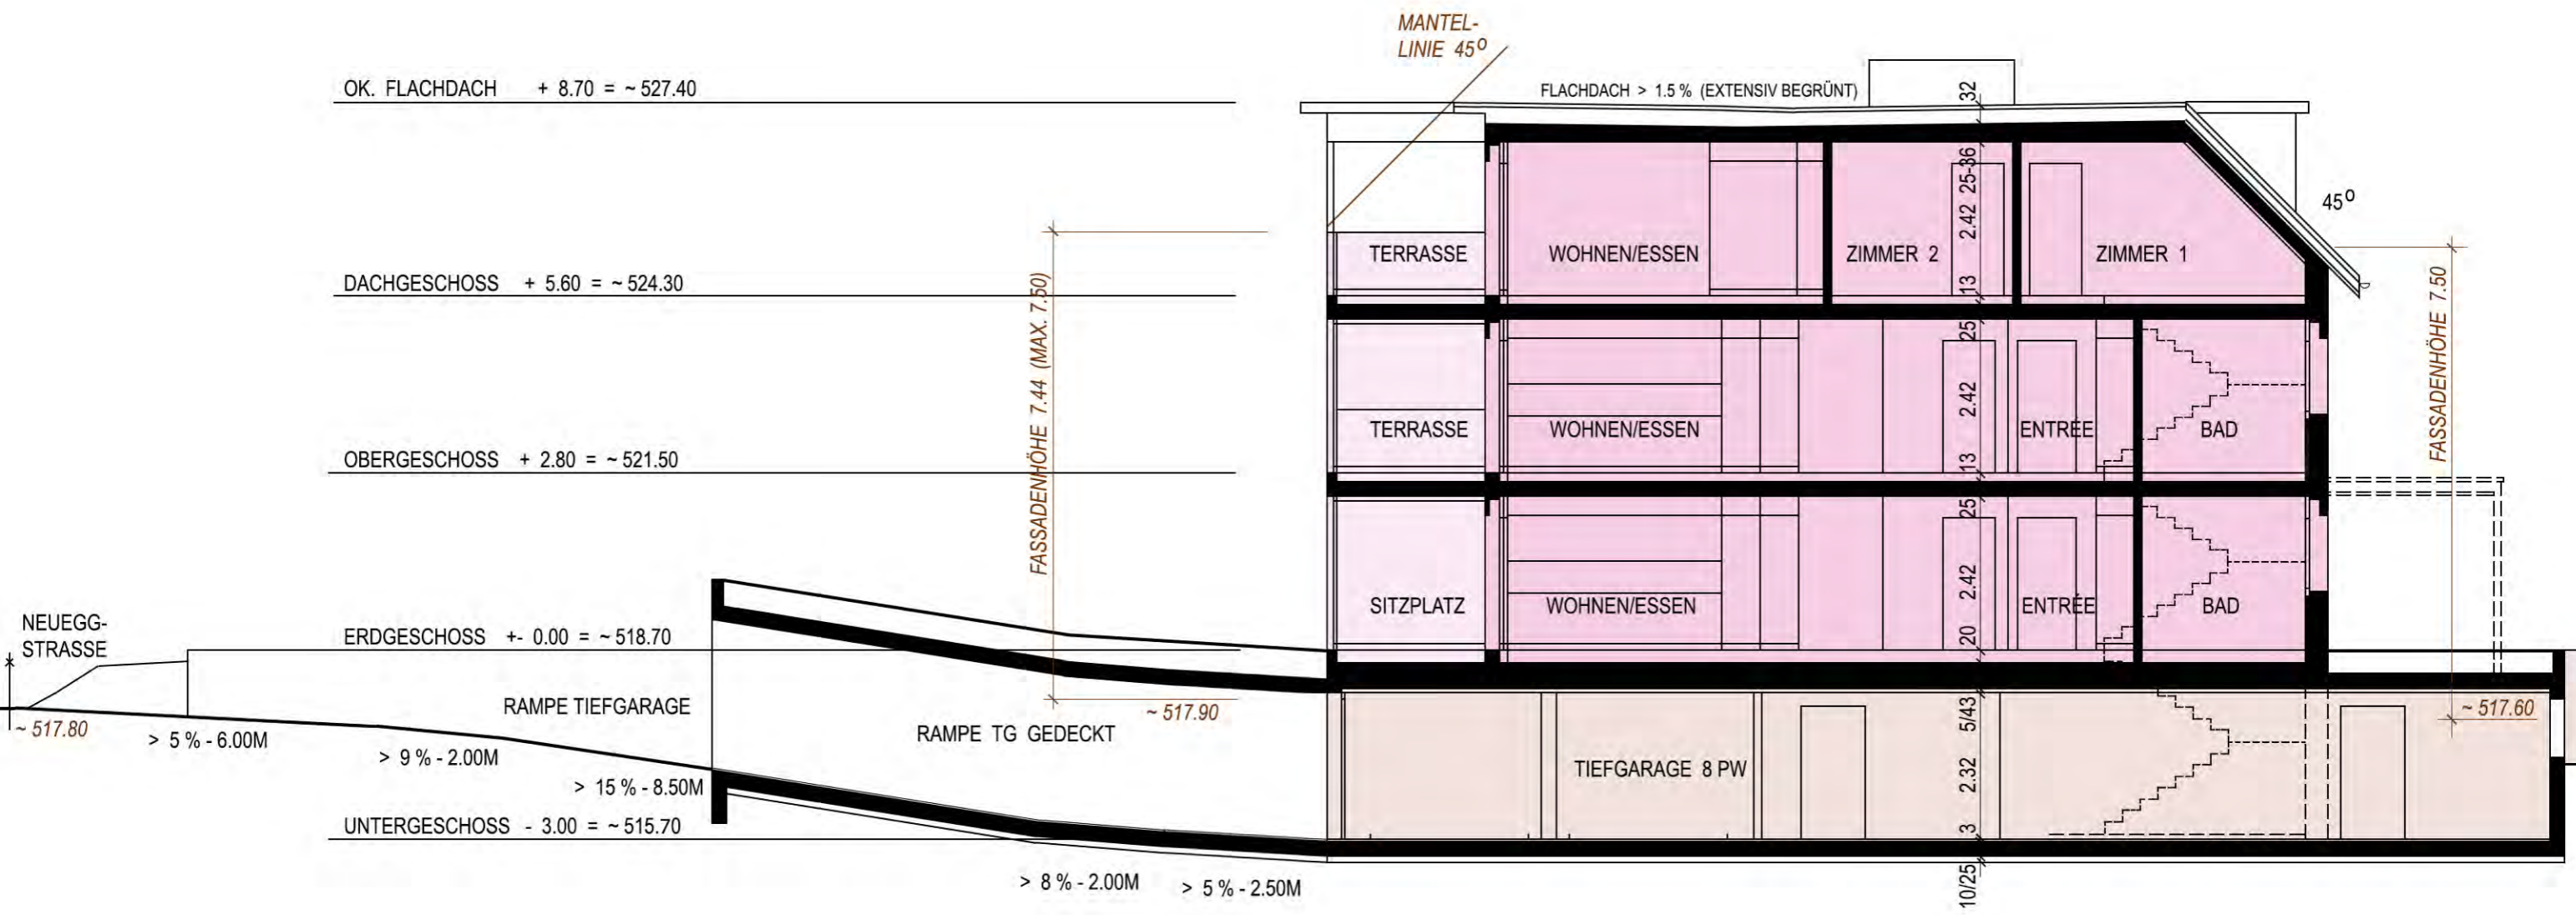 MANTEL-
LINIE 45°
OK. FLACHDACH + 8.70 = ~ 527.40
FLACHDACH > 1.5 % (EXTENSIV BEGRÜNT)
32
25-36
2.42
13
45°
TERRASSE
WOHNEN/ESSEN
ZIMMER 2
ZIMMER 1
DACHGESCHOSS + 5.60 = ~ 524.30
FASSADENHÖHE 7.44 (MAX. 7.50)
FASSADENHÖHE 7.50
25
2.42
13
TERRASSE
WOHNEN/ESSEN
ENTRÉE
BAD
OBERGESCHOSS + 2.80 = ~ 521.50
25
2.42
20
SITZPLATZ
WOHNEN/ESSEN
ENTRÉE
BAD
NEUEGG-
STRASSE
ERDGESCHOSS +- 0.00 = ~ 518.70
RAMPE TIEFGARAGE
~ 517.90
~ 517.60
~ 517.80
> 5 % - 6.00M
RAMPE TG GEDECKT
> 9 % - 2.00M
5/43
2.32
3
TIEFGARAGE 8 PW
> 15 % - 8.50M
UNTERGESCHOSS - 3.00 = ~ 515.70
> 8 % - 2.00M
> 5 % - 2.50M
10/25